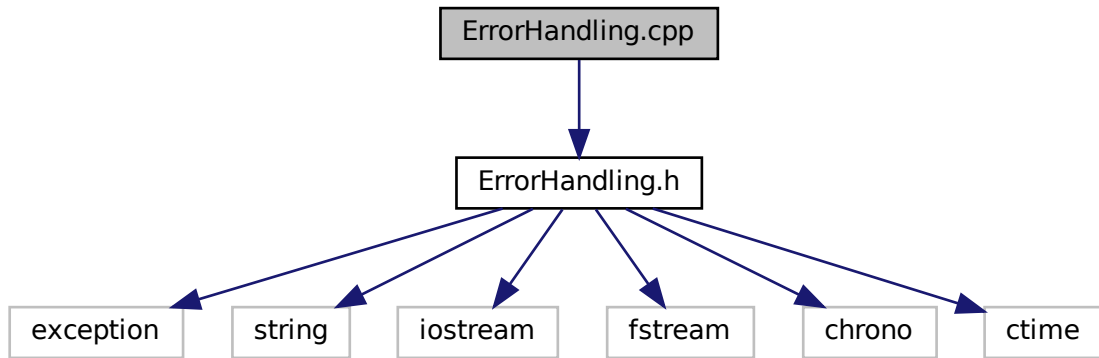 ErrorHandling.cpp
ErrorHandling.h
exception
string
iostream
fstream
chrono
ctime